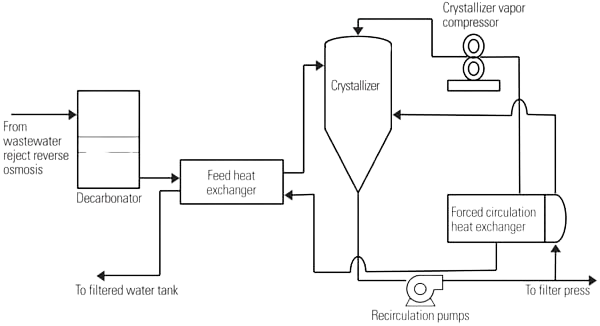 Crystallizer vapor
compressor
Crystallizer
From
wastewater
reject reverse
osmosis
Decarbonator
Feed heat
exchanger
Forced circulation
heat exchanger
To filtered water tank
To filter press
Recirculation pumps